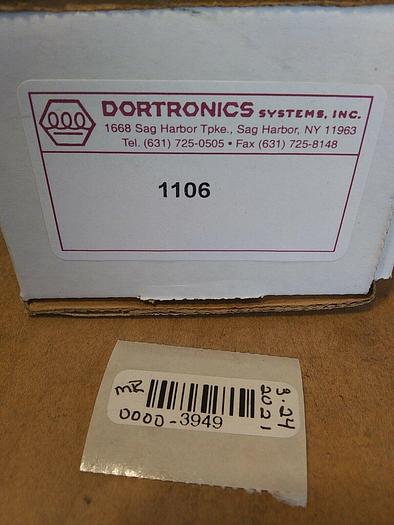 DORTRONICS SYSTEMS, INC.
1668 Sag Harbor Tpke., Sag Harbor, NY 11963
Tel. (631) 725-0505 • Fax (631) 725-8148
1106
MR
0000-3949
3-24
2021